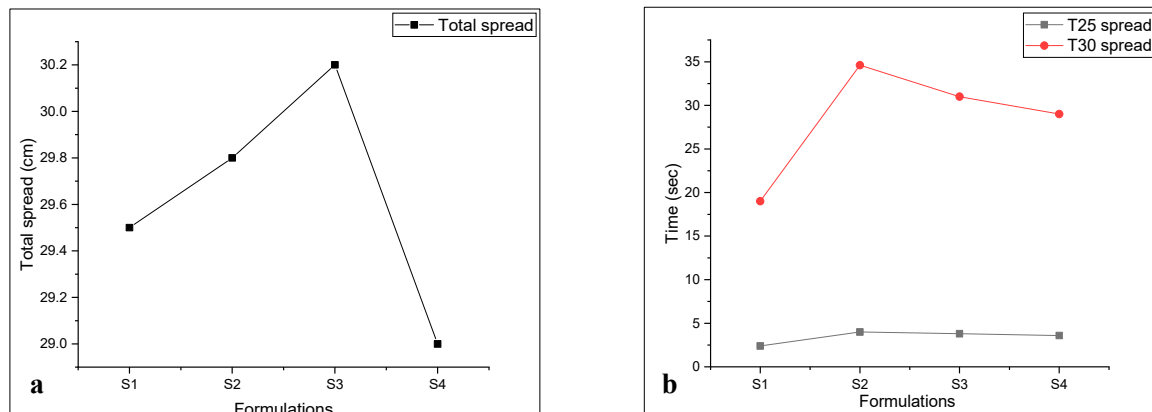 Total spread
30.2
30.0
29.8
29.6
29.4
29.2
29.0
Total spread (cm)
S1 S2 S3 S4
Formulations
a
T25 spread
T30 spread
35
30
25
20
15
10
5
0
Time (sec)
S1 S2 S3 S4
Formulations
b